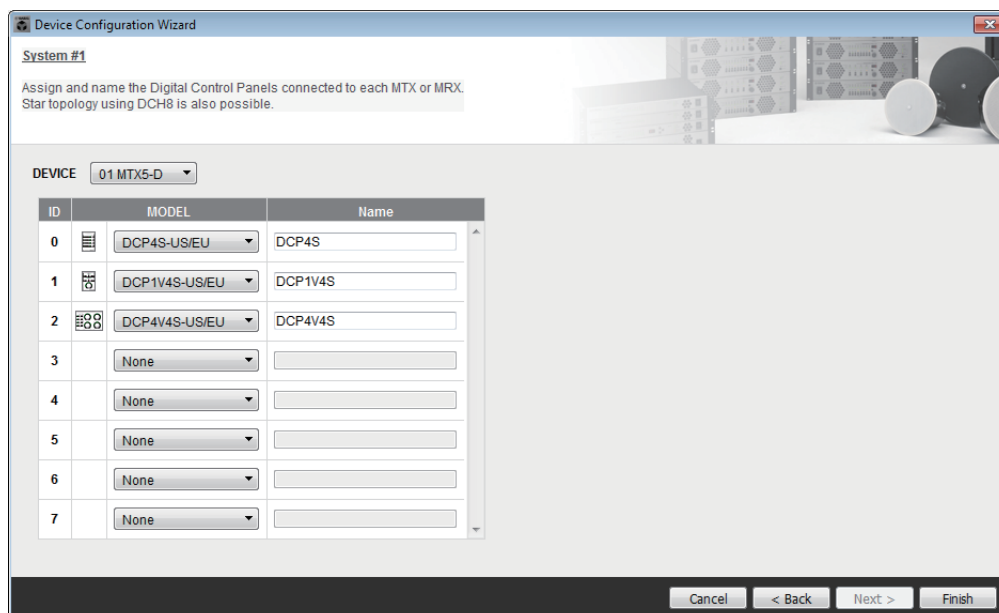 Device Configuration Wizard
System #1
Assign and name the Digital Control Panels connected to each MTX or MRX.
Star topology using DCH8 is also possible.
DEVICE 01 MTX5-D
ID MODEL Name
0 DCP4S-US/EU DCP4S
1 DCP1V4S-US/EU DCP1V4S
2 DCP4V4S-US/EU DCP4V4S
3 None
4 None
5 None
6 None
7 None
Cancel < Back Next > Finish